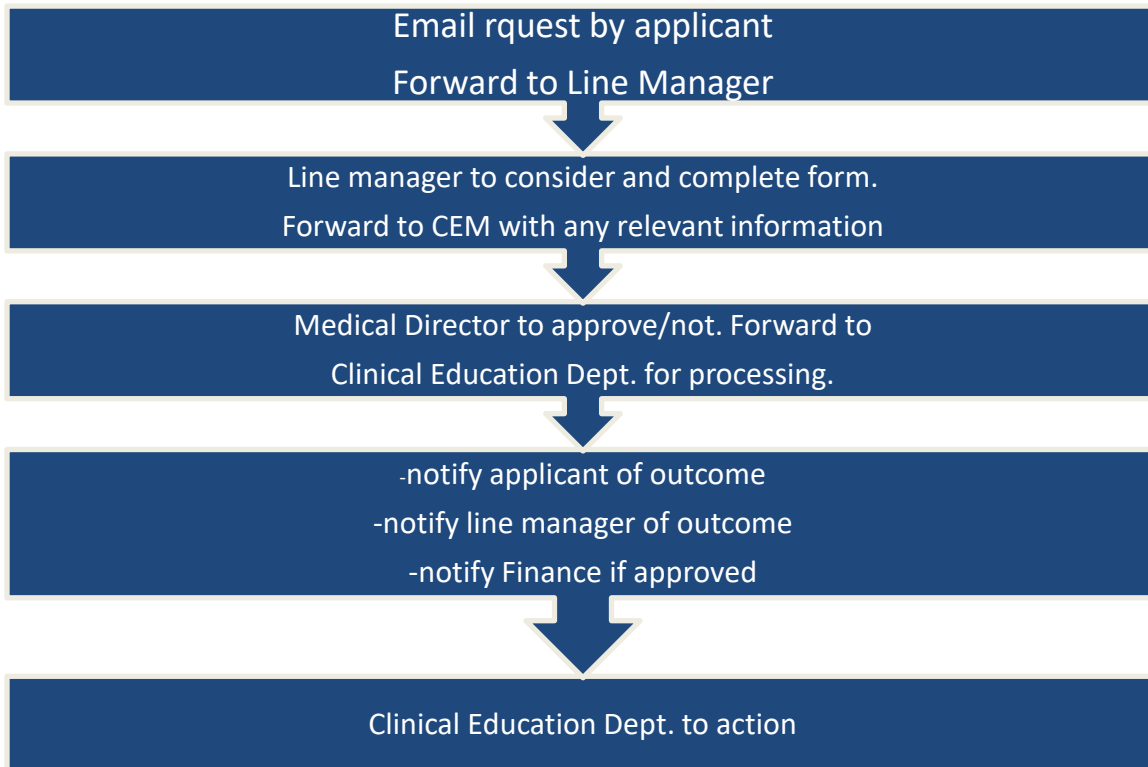 Email rquest by applicant
Forward to Line Manager
Line manager to consider and complete form.
Forward to CEM with any relevant information
Medical Director to approve/not. Forward to
Clinical Education Dept. for processing.
-notify applicant of outcome
-notify line manager of outcome
-notify Finance if approved
Clinical Education Dept. to action